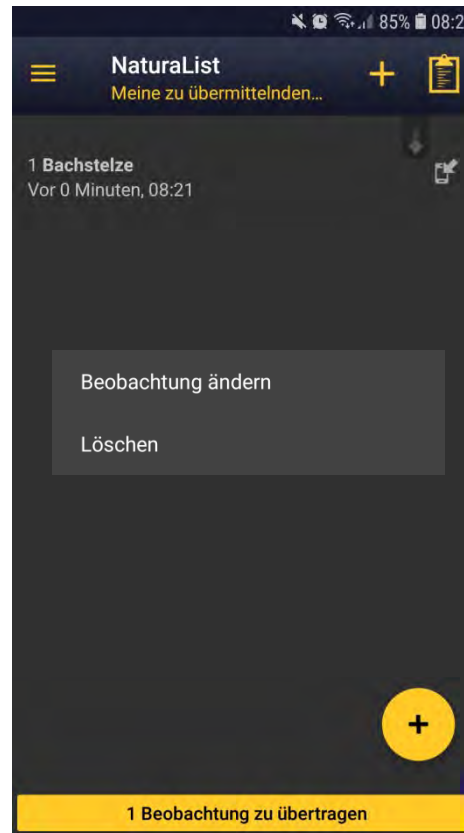 85% 08:2
NaturaList
Meine zu übermittelnden…
1 Bachstelze
Vor 0 Minuten, 08:21
Beobachtung ändern
Löschen
1 Beobachtung zu übertragen